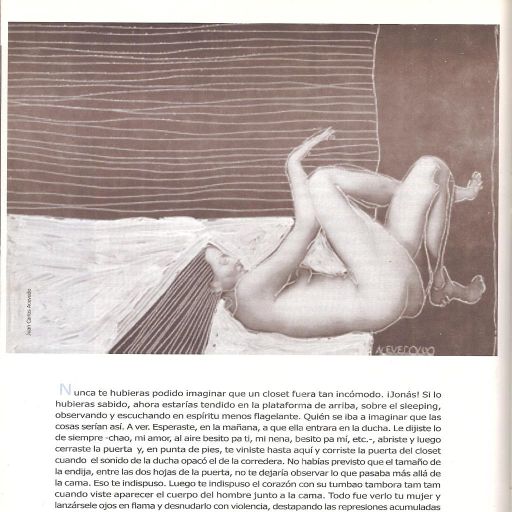 Juan Carlos Acevedo
ACEVEDO/90
Nunca te hubieras podido imaginar que un closet fuera tan incómodo. ¡Jonás! Si lo
hubieras sabido, ahora estarías tendido en la plataforma de arriba, sobre el sleeping,
observando y escuchando en espíritu menos flagelante. Quién se iba a imaginar que las
cosas serían así. A ver. Esperaste, en la mañana, a que ella entrara en la ducha. Le dijiste lo
de siempre -chao, mi amor, al aire besito pa ti, mi nena, besito pa mí, etc.-, abriste y luego
cerraste la puerta y, en punta de pies, te viniste hasta aquí y corriste la puerta del closet
cuando el sonido de la ducha opacó el de la corredera. No habías previsto que el tamaño de
la endija, entre las dos hojas de la puerta, no te dejaría observar lo que pasaba más allá de
la cama. Eso te indispuso. Luego te indispuso el corazón con su tumbao tambora tam tam
cuando viste aparecer el cuerpo del hombre junto a la cama. Todo fue verlo tu mujer y
lanzársele ojos en flama y desnudarlo con violencia, destapando las represiones acumuladas